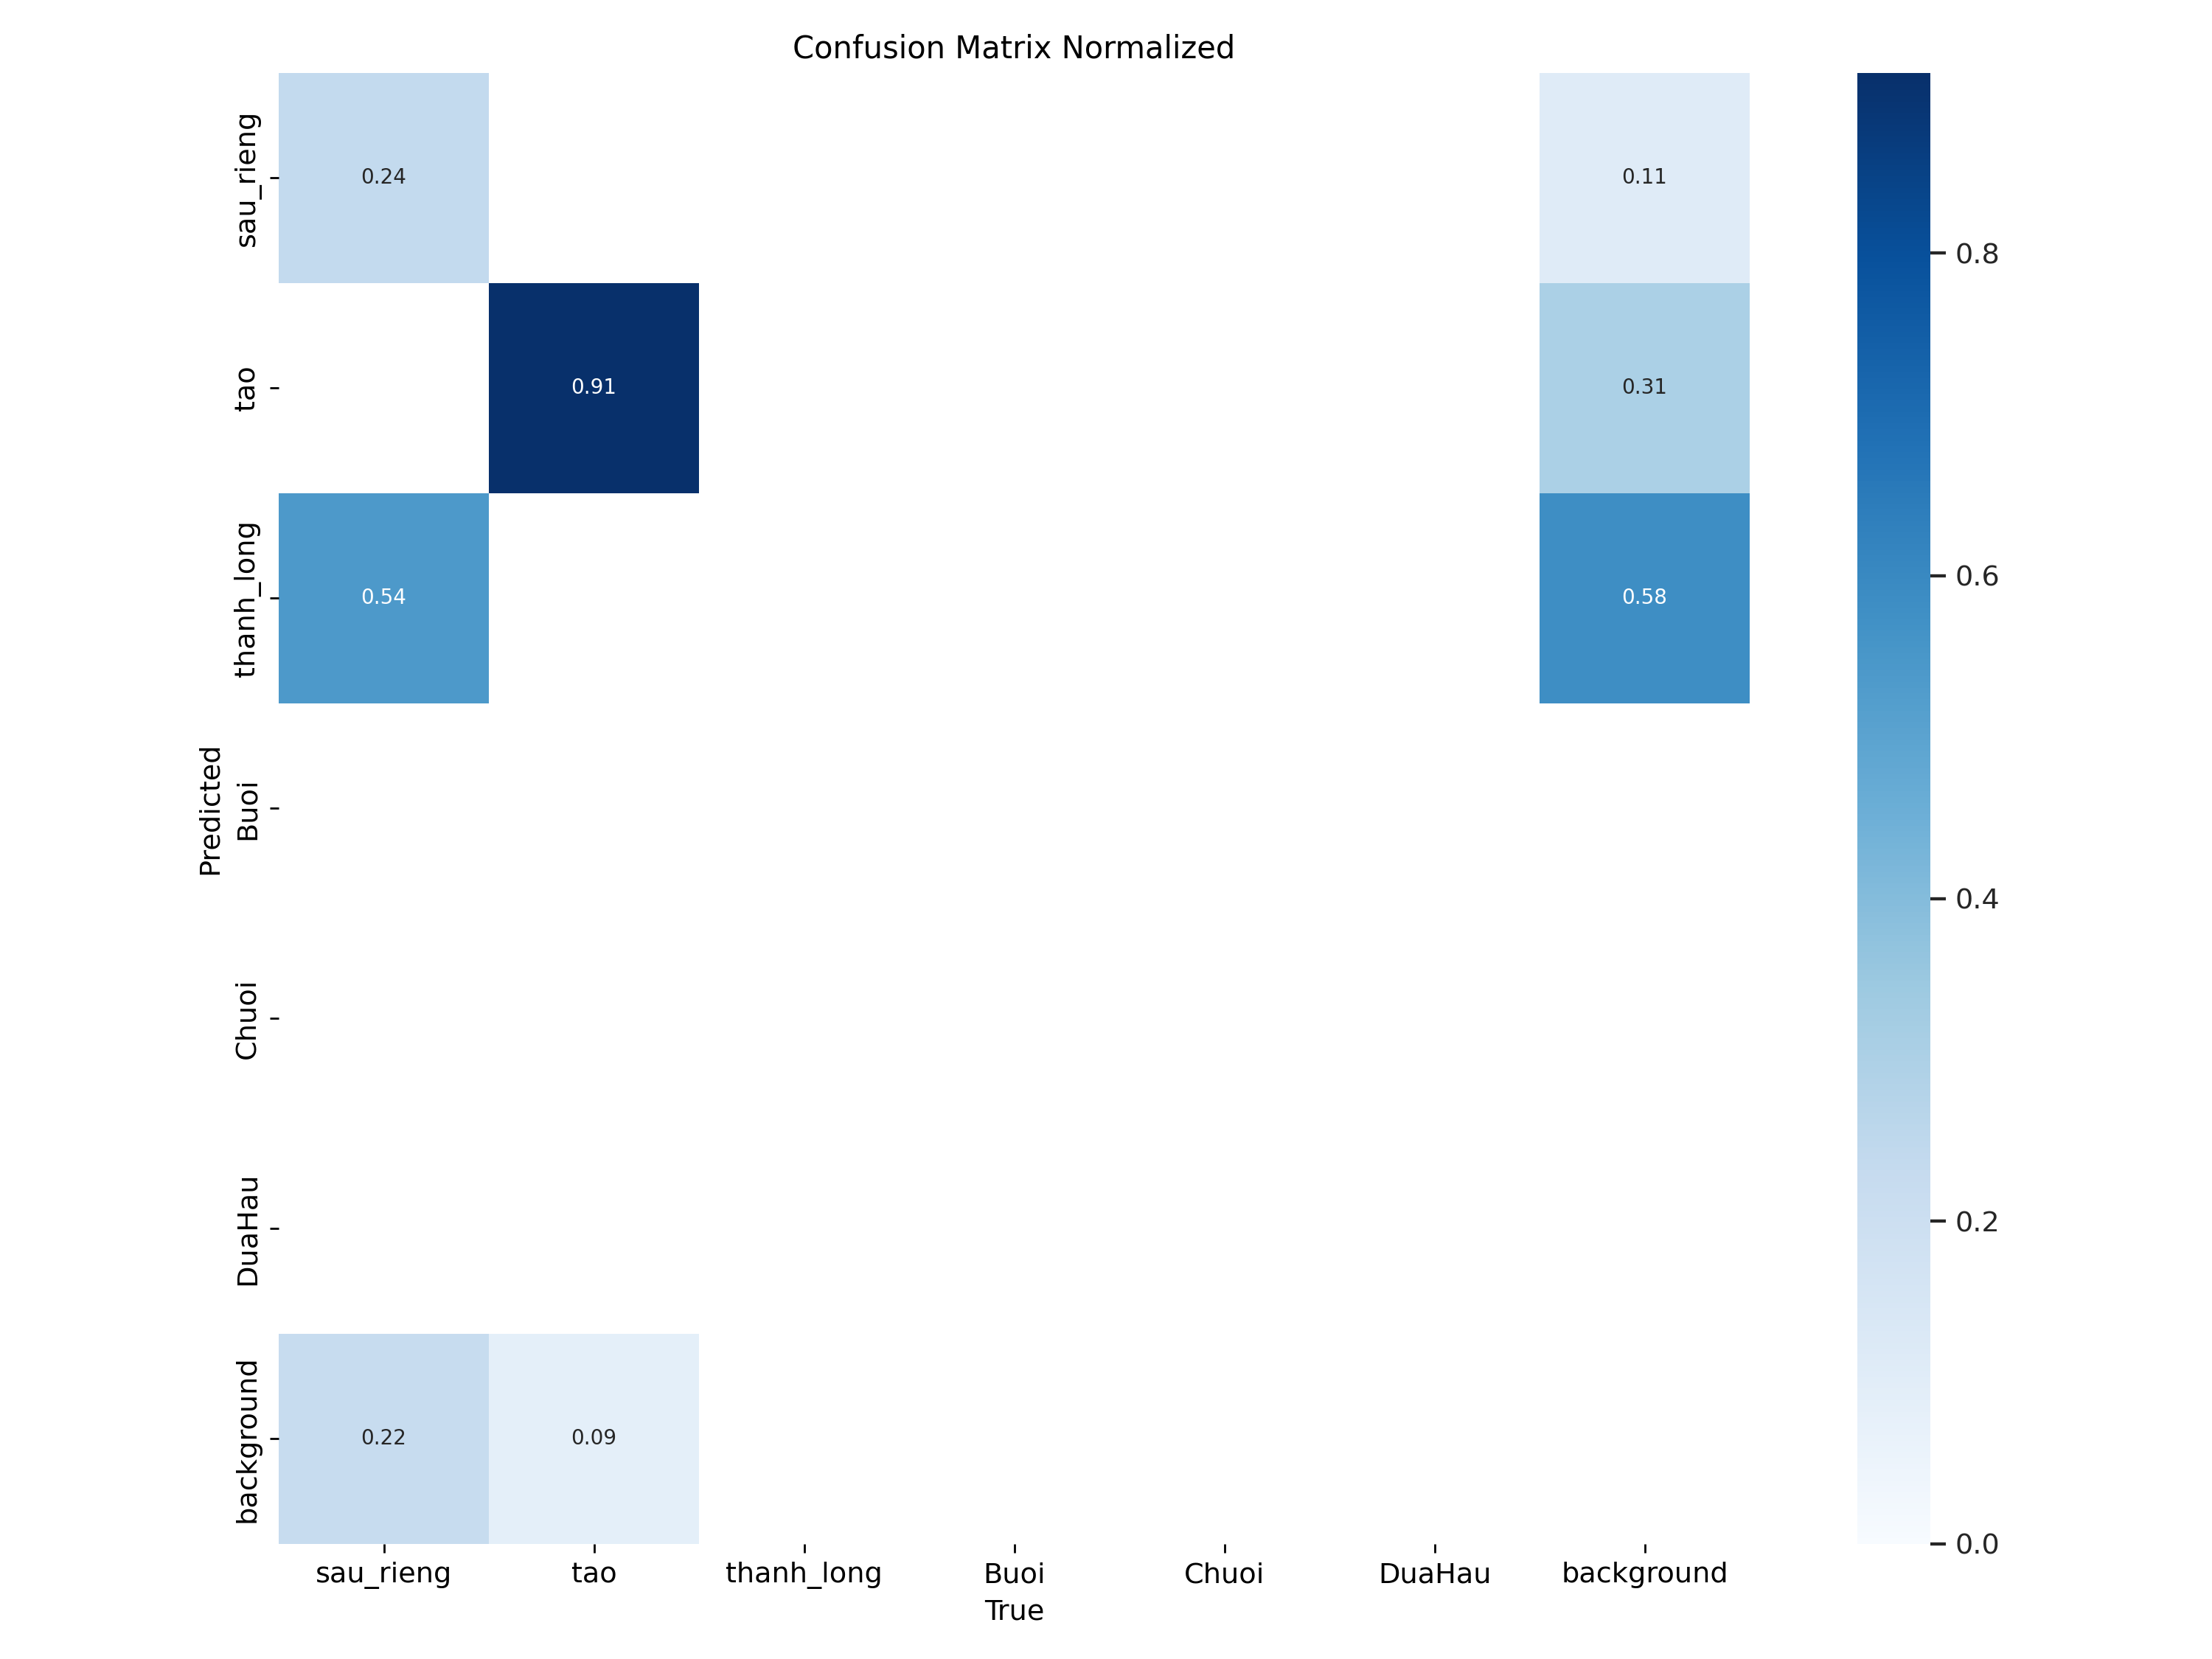 Confusion Matrix Normalized
sau_rieng
0.24
0.11
tao
0.91
0.31
thanh_long
0.54
0.58
Predicted
Buoi
Chuoi
DuaHau
background
0.22
0.09
sau_rieng
tao
thanh_long
Buoi
Chuoi
DuaHau
background
True
0.8
0.6
0.4
0.2
0.0